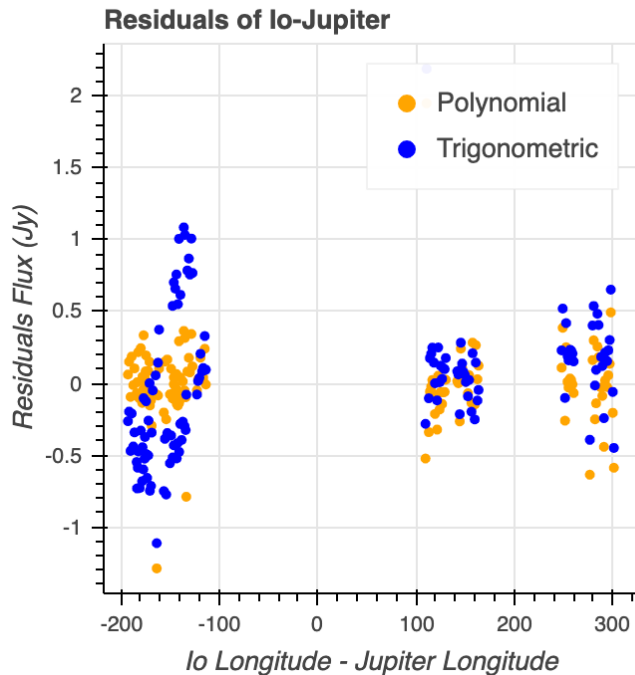 Residuals of Io-Jupiter
Polynomial
Trigonometric
2
1.5
1
0.5
0
-0.5
-1
Residuals Flux (Jy)
-200
-100
0
100
200
300
Io Longitude - Jupiter Longitude